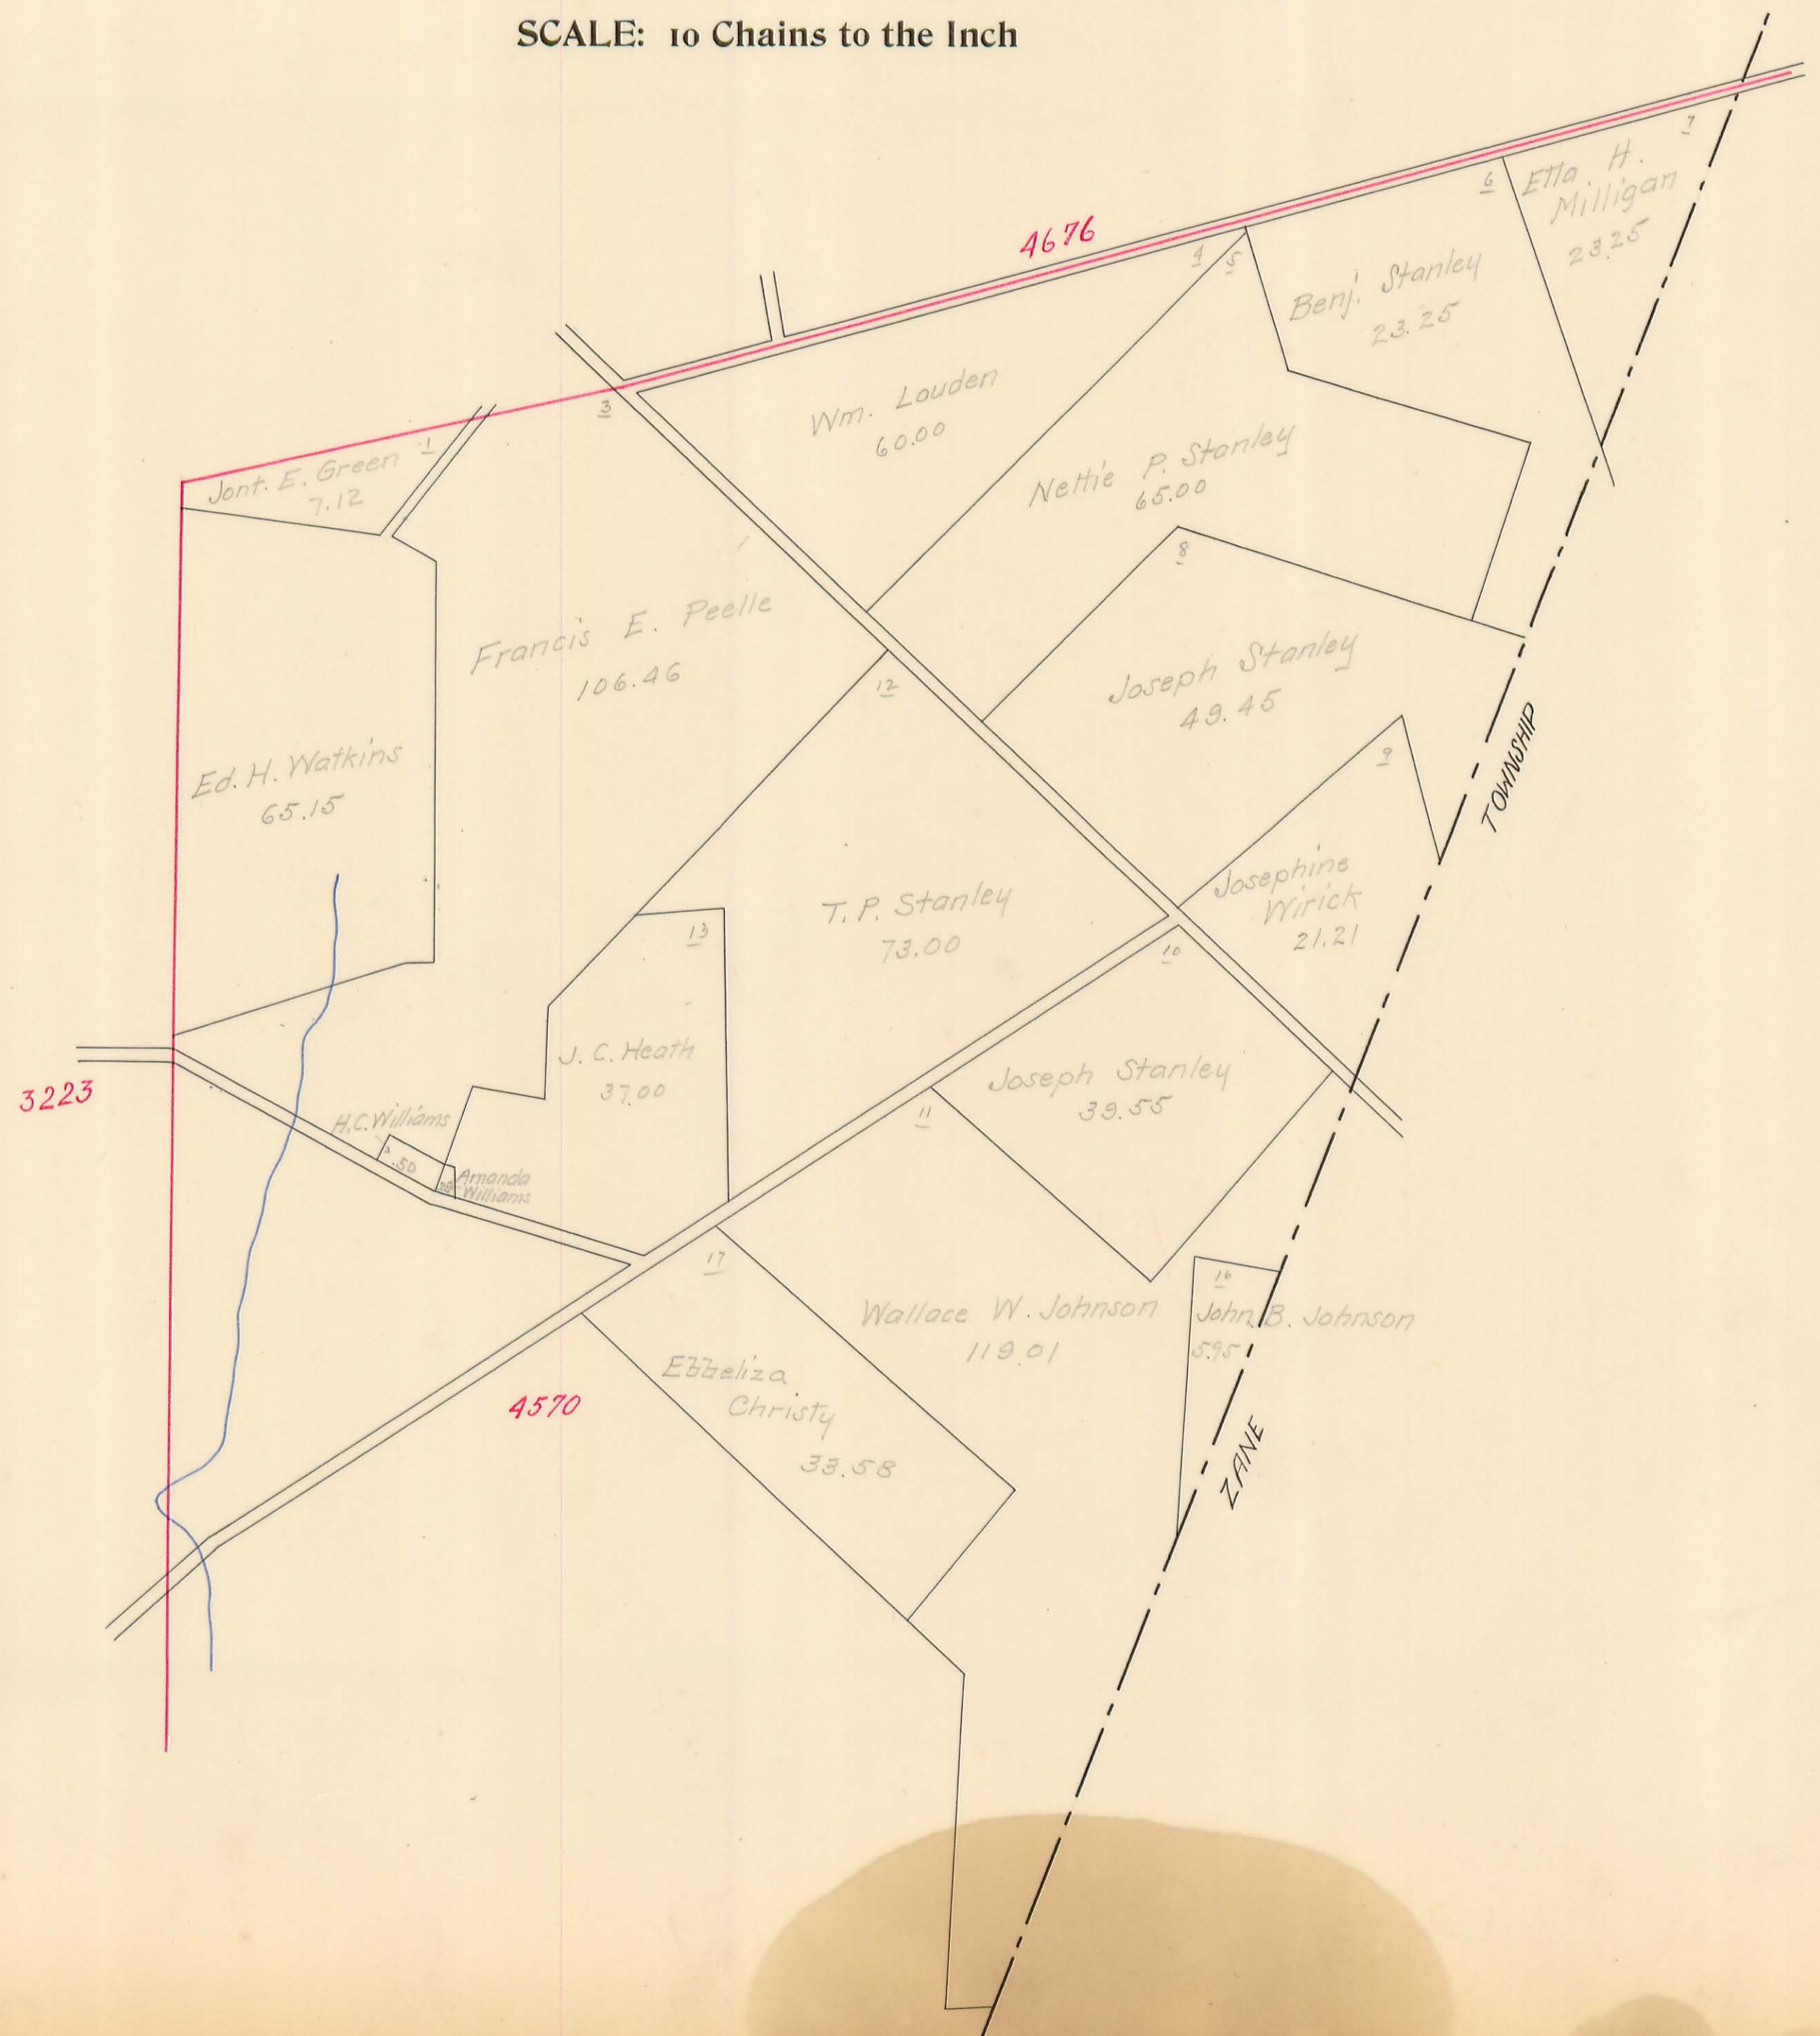 SCALE: 10 Chains to the Inch
7
Etta H.
Milligan
23.25
6
4676
4
5
Benj. Stanley
23.25
3
Wm. Louden
60.00
1
Jont. E. Green
7.12
Nettie P. Stanley
65.00
8
Francis E. Peelle
106.46
12
Joseph Stanley
49.45
9
TOWNSHIP
Ed. H. Watkins
65.15
Josephine
Wirick
21.21
T. P. Stanley
73.00
13
10
J. C. Heath
37.00
Joseph Stanley
39.55
11
3223
H.C. Williams
.50
Amanda
Williams
17
16
Wallace W. Johnson
119.01
John B. Johnson
5.95
Christy
33.58
4570
ZANE